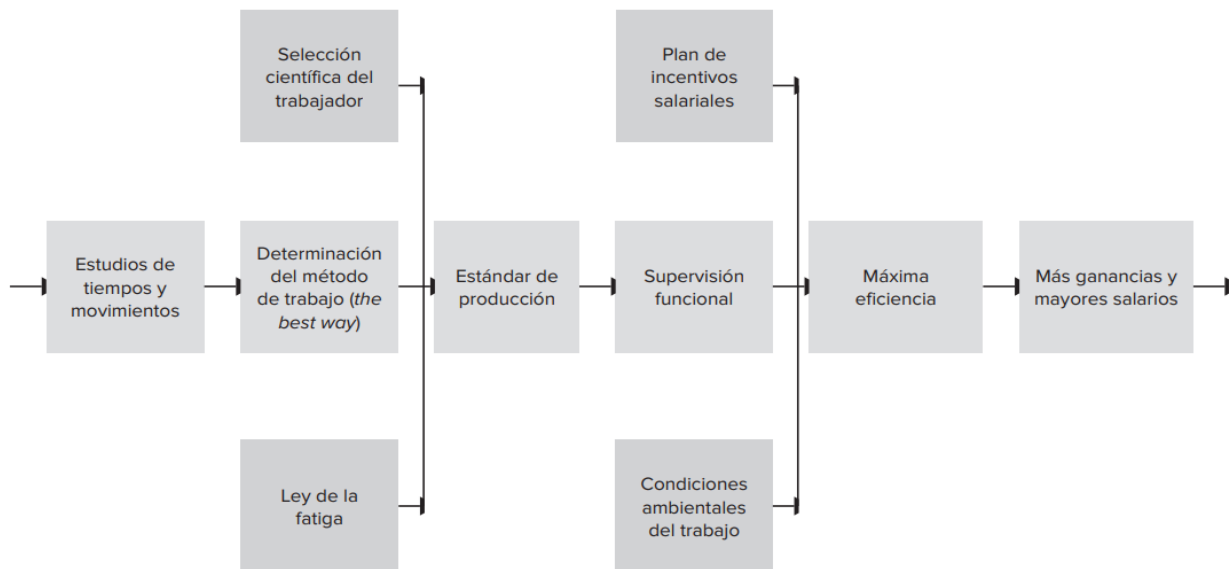 Selección
científica del
trabajador
Plan de
incentivos
salariales
Estudios de
tiempos y
movimientos
Determinación
del método
de trabajo (the
best way)
Estándar de
producción
Supervisión
funcional
Máxima
eficiencia
Más ganancias y
mayores salarios
Ley de la
fatiga
Condiciones
ambientales
del trabajo